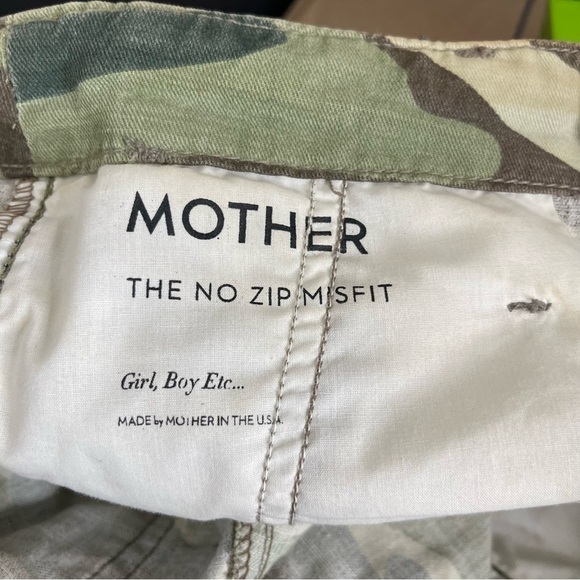 MOTHER
THE NO ZIP MISFIT
Girl, Boy Etc...
MADE by MOTHER IN THE U.S.A.